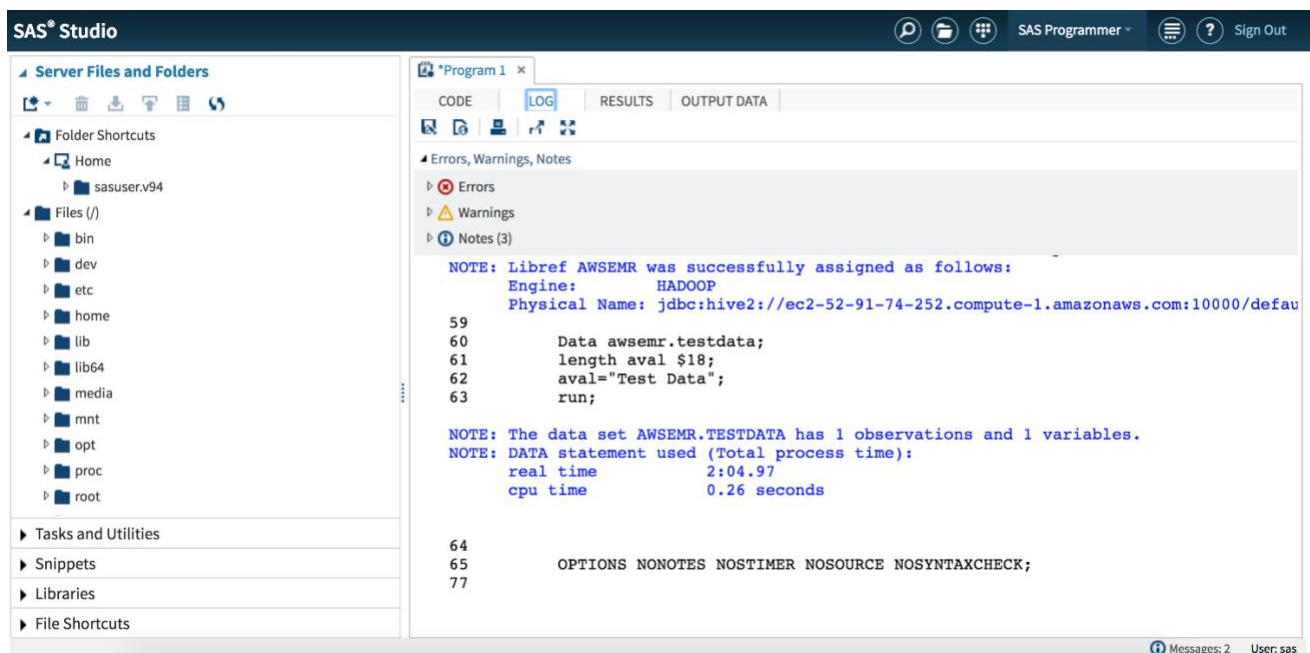 SAS® Studio
SAS Programmer
Sign Out
Server Files and Folders
Folder Shortcuts
Home
sasuser.v94
Files (/)
bin
dev
etc
home
lib
lib64
media
mnt
opt
proc
root
Tasks and Utilities
Snippets
Libraries
File Shortcuts
*Program 1
CODE LOG RESULTS OUTPUT DATA
Errors, Warnings, Notes
Errors
Warnings
Notes (3)
NOTE: Libref AWSEMR was successfully assigned as follows:
Engine: HADOOP
Physical Name: jdbc:hive2://ec2-52-91-74-252.compute-1.amazonaws.com:10000/defau
59
60 Data awsemr.testdata;
61 length aval $18;
62 aval="Test Data";
63 run;
NOTE: The data set AWSEMR.TESTDATA has 1 observations and 1 variables.
NOTE: DATA statement used (Total process time):
real time 2:04.97
cpu time 0.26 seconds
64
65 OPTIONS NONOTES NOSTIMER NOSOURCE NOSYNTAXCHECK;
77
Messages: 2 User: sas